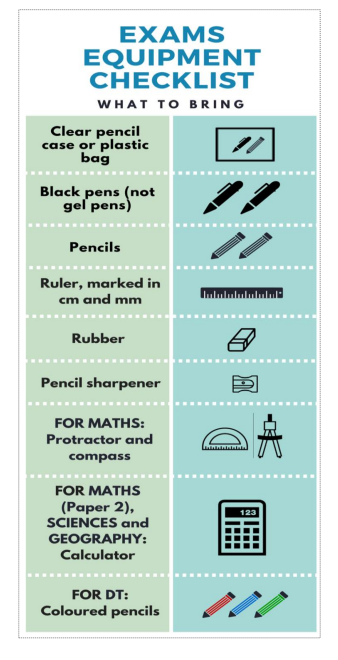 EXAMS
EQUIPMENT
CHECKLIST
WHAT TO BRING
Clear pencil
case or plastic
bag
Black pens (not
gel pens)
Pencils
Ruler, marked in
cm and mm
Rubber
Pencil sharpener
FOR MATHS:
Protractor and
compass
FOR MATHS
(Paper 2),
SCIENCES and
GEOGRAPHY:
Calculator
123
FOR DT:
Coloured pencils